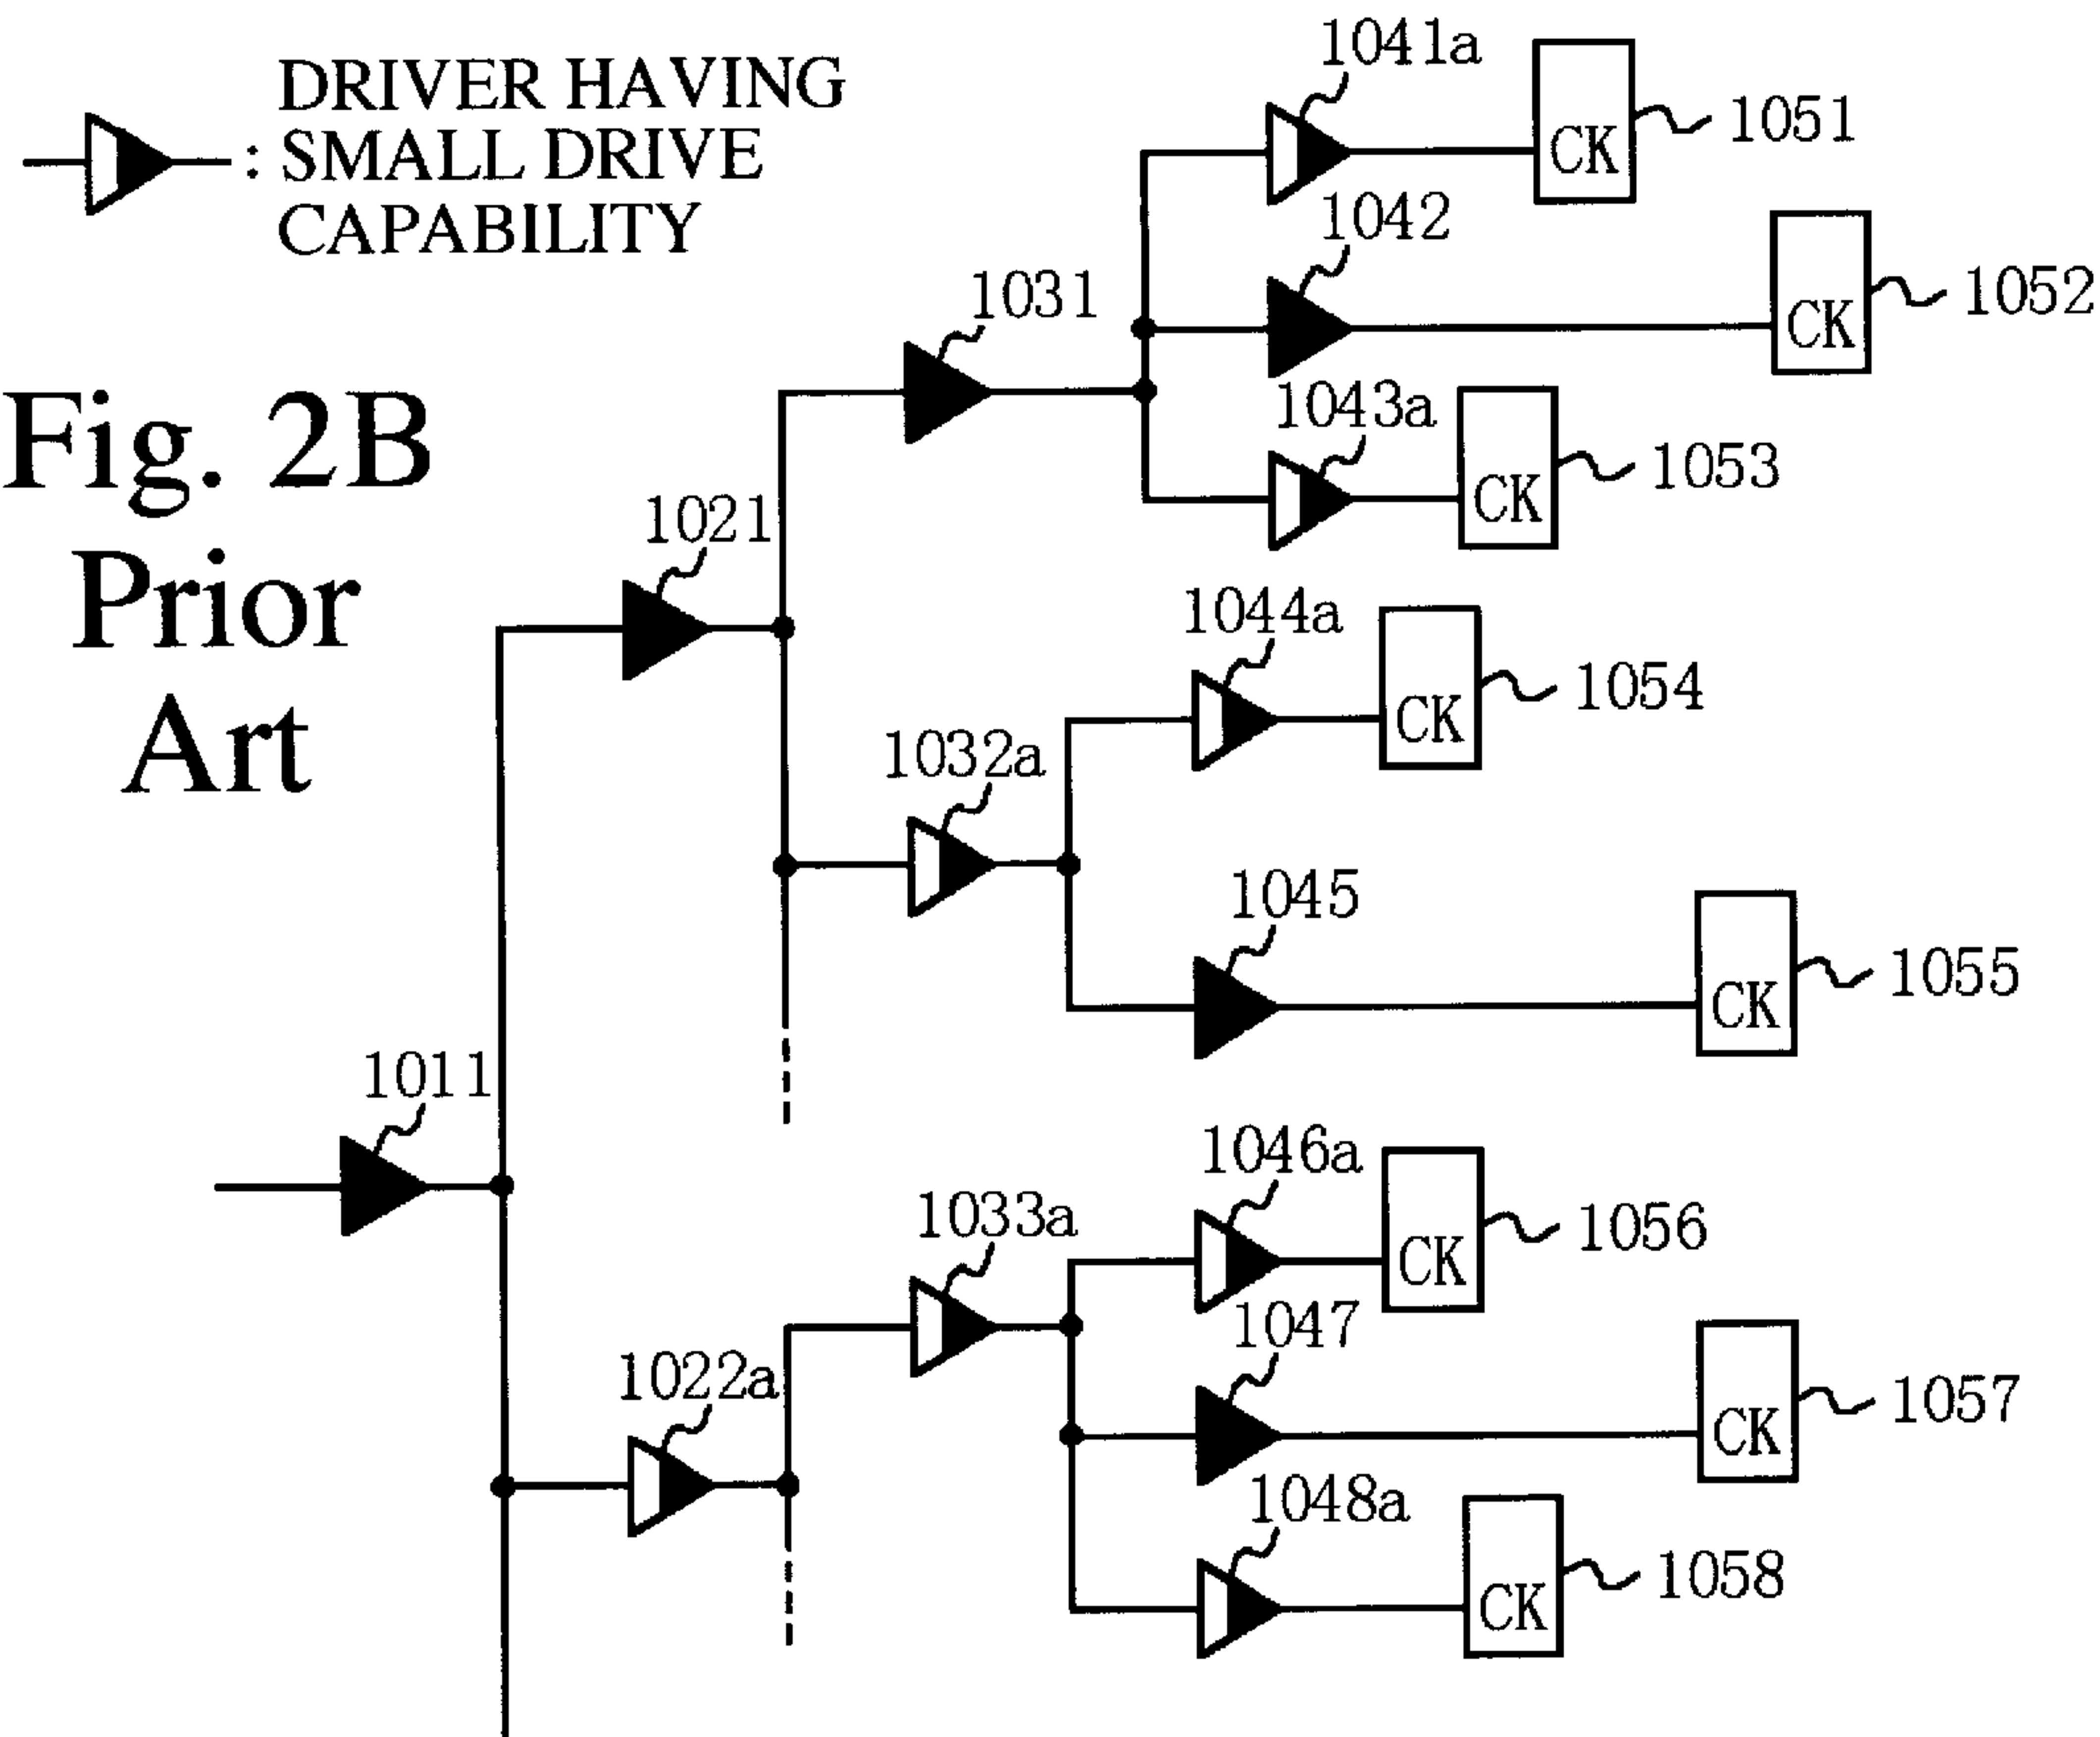 DRIVER HAVING
: SMALL DRIVE
CAPABILITY
Fig. 2B
Prior
Art
1041a
CK
1051
1042
CK
1052
1031
1043a
CK
1053
1021
1044a
CK
1054
1032a
1045
CK
1055
1011
1046a
CK
1056
1033a
1047
CK
1057
1022a
1048a
CK
1058